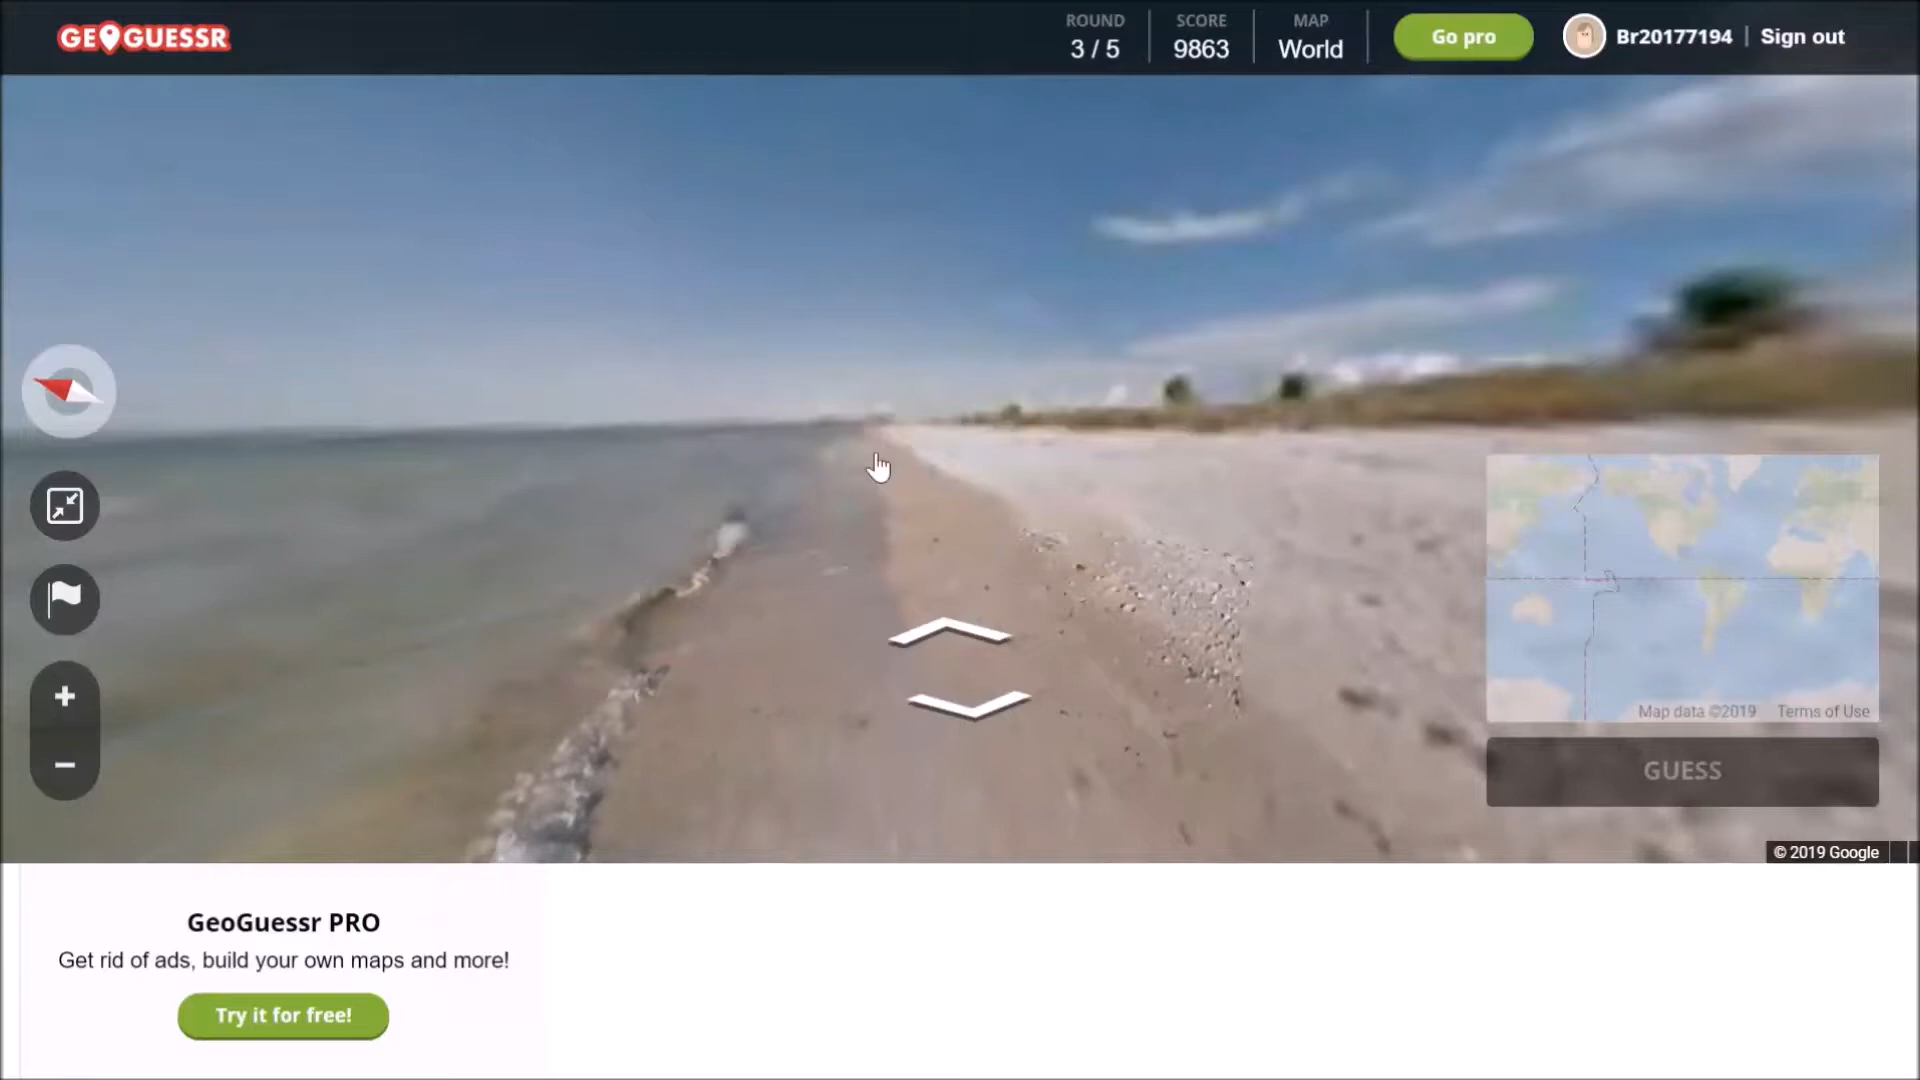 GEOGUESSR
ROUND
3 / 5
SCORE
9863
MAP
World
Go pro
Br20177194 | Sign out
+
−
Map data ©2019 Terms of Use
GUESS
© 2019 Google
GeoGuessr PRO
Get rid of ads, build your own maps and more!
Try it for free!